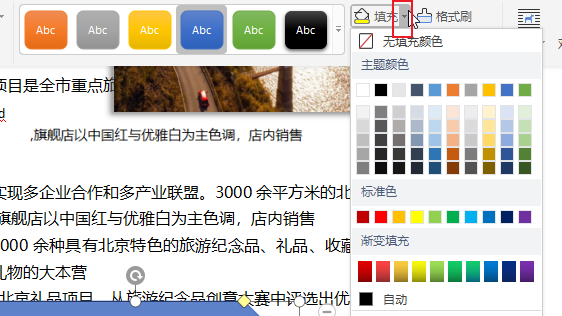 Abc Abc Abc Abc Abc Abc
填充 格式刷
无填充颜色
主题颜色
项目是全市重点旅
d
,旗舰店以中国红与优雅白为主色调，店内销售
标准色
实现多企业合作和多产业联盟。3000 余平方米的北
旗舰店以中国红与优雅白为主色调，店内销售
渐变填充
000 余种具有北京特色的旅游纪念品、礼品、收藏
礼物的大本营
北京礼品项目，从旅游纪念品创意大赛中评选出优
自动